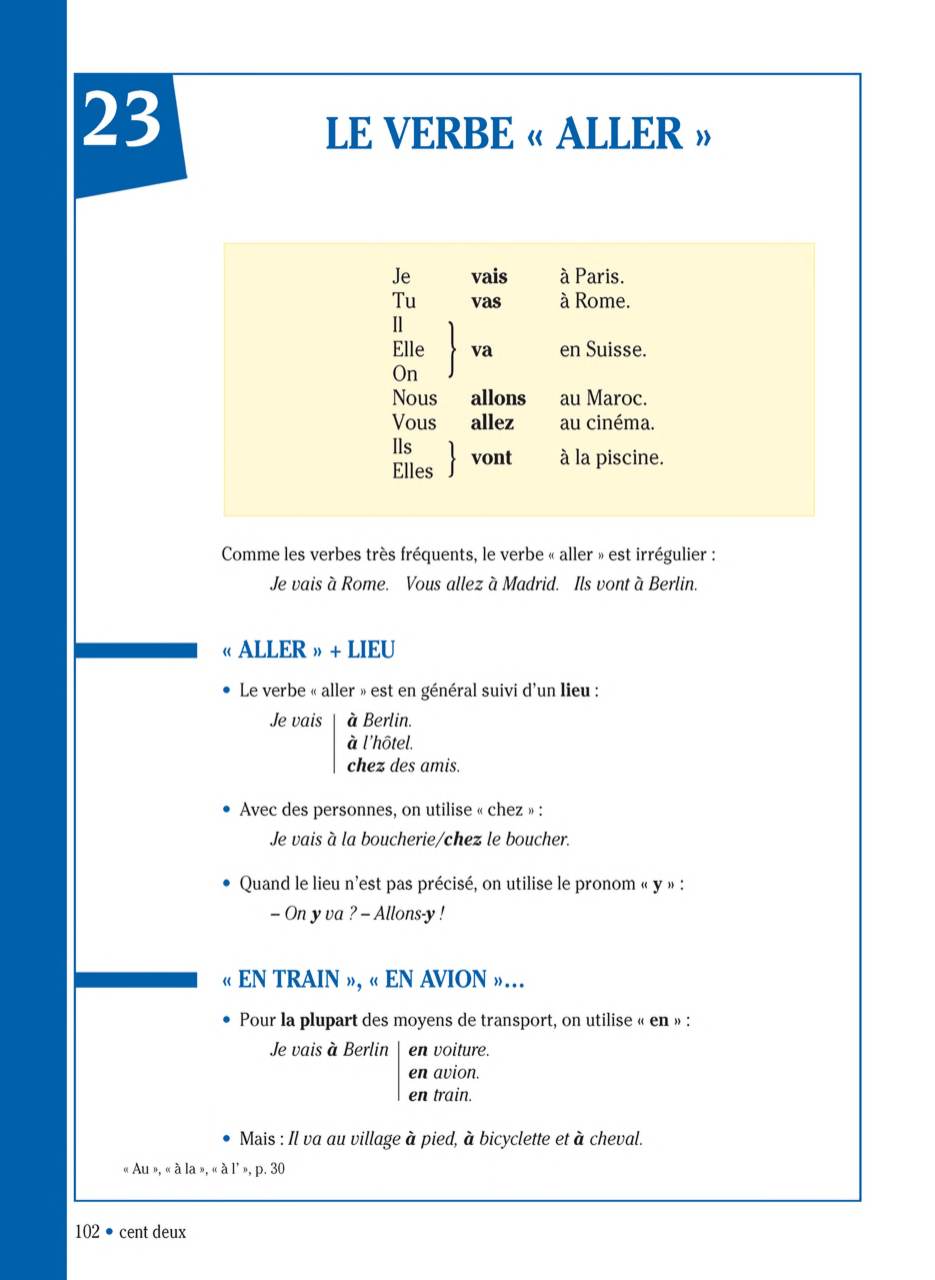 23
LE VERBE « ALLER »
Je vais à Paris.
Tu vas à Rome.
Il
Elle va en Suisse.
On
Nous allons au Maroc.
Vous allez au cinéma.
Ils
vont à la piscine.
Elles
Comme les verbes très fréquents, le verbe « aller » est irrégulier :
Je vais à Rome. Vous allez à Madrid. Ils vont à Berlin.
« ALLER » + LIEU
• Le verbe « aller » est en général suivi d’un lieu :
Je vais à Berlin.
à l’hôtel.
chez des amis.
• Avec des personnes, on utilise « chez » :
Je vais à la boucherie/chez le boucher.
• Quand le lieu n’est pas précisé, on utilise le pronom « y » :
– On y va ? – Allons-y !
« EN TRAIN », « EN AVION »...
• Pour la plupart des moyens de transport, on utilise « en » :
Je vais à Berlin en voiture.
en avion.
en train.
• Mais : Il va au village à pied, à bicyclette et à cheval.
« Au », « à la », « à l’ », p. 30
102 • cent deux